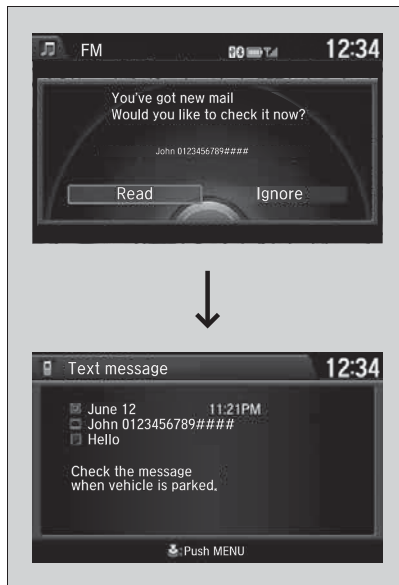 FM 12:34
You've got new mail
Would you like to check it now?
John 0123456789####
Read Ignore
Text message 12:34
June 12 11:21PM
John 0123456789####
Hello
Check the message
when vehicle is parked.
:Push MENU